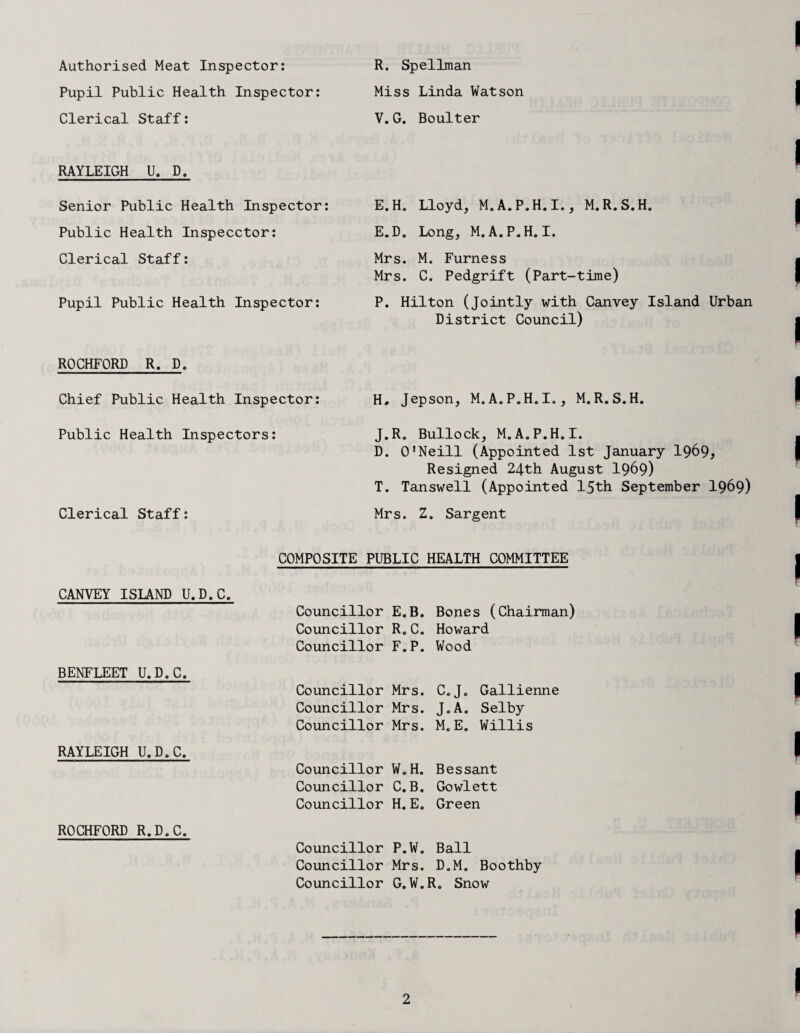 Authorised Meat Inspector: R. Spellman
Pupil Public Health Inspector: Miss Linda Watson
Clerical Staff: V.G. Boulter
RAYLEIGH U. D.
Senior Public Health Inspector: E.H. Lloyd, M.A.P.H.I., M.R.S.H.
Public Health Inspecctor: E.D. Long, M.A.P.H.I.
Clerical Staff: Mrs. M. Furness
Mrs. C. Pedgrift (Part-time)
Pupil Public Health Inspector: P. Hilton (Jointly with Canvey Island Urban
District Council)
ROCHFORD R. D.
Chief Public Health Inspector: H. Jepson, M.A.P.H.I., M.R.S.H.
Public Health Inspectors: J.R. Bullock, M.A.P.H.I.
D. O'Neill (Appointed 1st January 1969,
Resigned 24th August 1969)
T. Tanswell (Appointed 15th September 1969)
Clerical Staff: Mrs. Z. Sargent
COMPOSITE PUBLIC HEALTH COMMITTEE
CANVEY ISLAND U.D.C.
Councillor E.B. Bones (Chairman)
Councillor R.C. Howard
Councillor F.P. Wood
BENFLEET U.D.C.
Councillor Mrs. C.J. Gallienne
Councillor Mrs. J.A. Selby
Councillor Mrs. M.E. Willis
RAYLEIGH U.D.C.
Councillor W.H. Bessant
Councillor C.B. Gowlett
Councillor H.E. Green
ROCHFORD R.D.C.
Councillor P.W. Ball
Councillor Mrs. D.M. Boothby
Councillor G.W.R. Snow
2